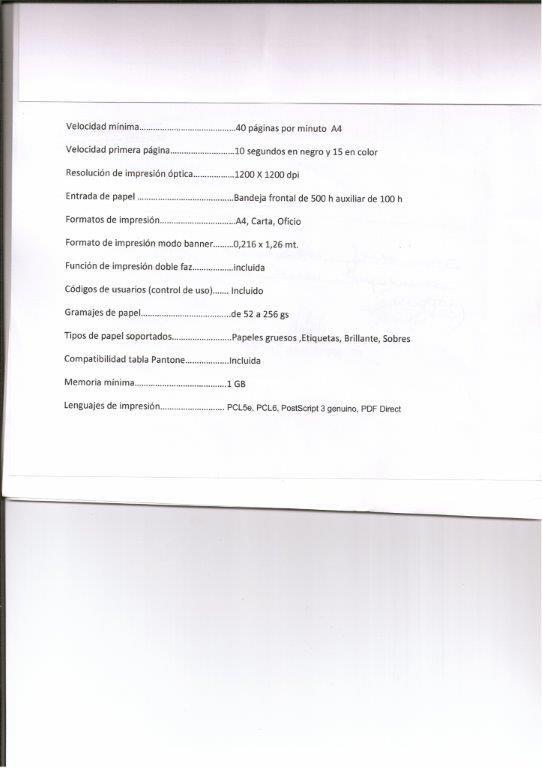 Velocidad mínima..........................................40 páginas por minuto A4
Velocidad primera página............................10 segundos en negro y 15 en color
Resolución de impresión óptica..................1200 X 1200 dpi
Entrada de papel ..........................................Bandeja frontal de 500 h auxiliar de 100 h
Formatos de impresión.................................A4, Carta, Oficio
Formato de impresión modo banner.........0,216 x 1,26 mt.
Función de impresión doble faz..................incluida
Códigos de usuarios (control de uso)....... Incluido
Gramajes de papel.......................................de 52 a 256 gs
Tipos de papel soportados..........................Papeles gruesos ,Etiquetas, Brillante, Sobres
Compatibilidad tabla Pantone...................Incluida
Memoria mínima........................................1 GB
Lenguajes de impresión............................ PCL5e, PCL6, PostScript 3 genuino, PDF Direct